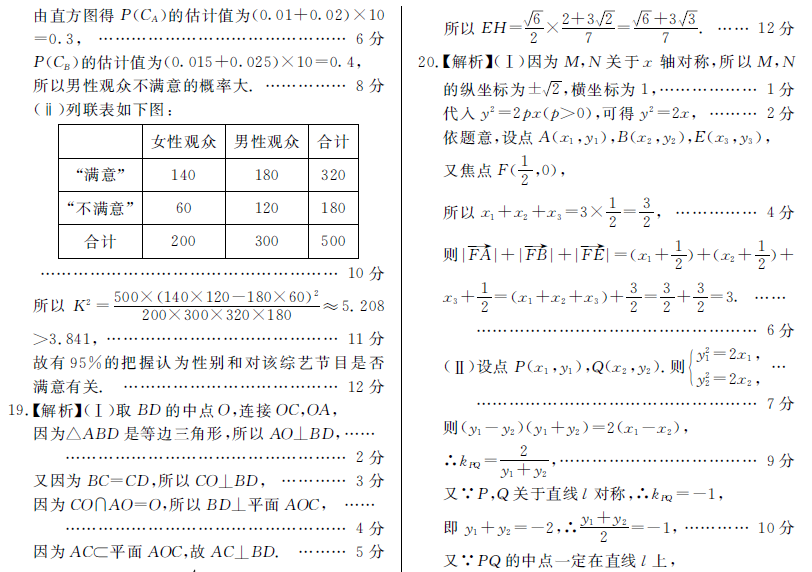 由直方图得 P(C_A)的估计值为(0.01+0.02)×10
=0.3, …………………………………… 6 分
P(C_B)的估计值为(0.015+0.025)×10=0.4,
所以男性观众不满意的概率大. …………… 8 分
(ⅱ)列联表如下图:
女性观众 男性观众 合计
“满意” 140 180 320
“不满意” 60 120 180
合计 200 300 500
…………………………………………… 10 分
所以 K²=500×(140×120-180×60)²/200×300×320×180≈5.208
>3.841, ………………………………… 11 分
故有 95%的把握认为性别和对该综艺节目是否
满意有关. ……………………………… 12 分
19.【解析】(Ⅰ)取 BD 的中点O,连接 OC,OA,
因为△ABD 是等边三角形,所以 AO⊥BD,……
………………………………………… 2 分
又因为 BC=CD,所以 CO⊥BD, ………… 3 分
因为 CO∩AO=O,所以 BD⊥平面 AOC, ……
………………………………………… 4 分
因为 AC⊂平面 AOC,故 AC⊥BD. ……… 5 分
所以 EH=√6/2×2+3√2/7=√6+3√3/7. … 12 分
20.【解析】(Ⅰ)因为 M,N 关于 x 轴对称,所以 M,N
的纵坐标为±√2,横坐标为 1, …………… 1 分
代入 y²=2px(p>0),可得 y²=2x, ……… 2 分
依题意,设点 A(x₁,y₁),B(x₂,y₂),E(x₃,y₃),
又焦点 F(1/2,0),
所以 x₁+x₂+x₃=3×1/2=3/2, …………… 4 分
则|FA→|+|FB→|+|FE→|=(x₁+1/2)+(x₂+1/2)+
x₃+1/2=(x₁+x₂+x₃)+3/2=3/2+3/2=3. ……
………………………………………… 6 分
(Ⅱ)设点 P(x₁,y₁),Q(x₂,y₂).则{y₁²=2x₁, y₂²=2x₂, …
………………………………………… 7 分
则(y₁-y₂)(y₁+y₂)=2(x₁-x₂),
∴k_PQ=2/y₁+y₂, …………………………… 9 分
又∵P,Q 关于直线 l 对称,∴k_PQ=-1,
即 y₁+y₂=-2,∴y₁+y₂/2=-1, ………… 10 分
又∵PQ 的中点一定在直线 l 上,